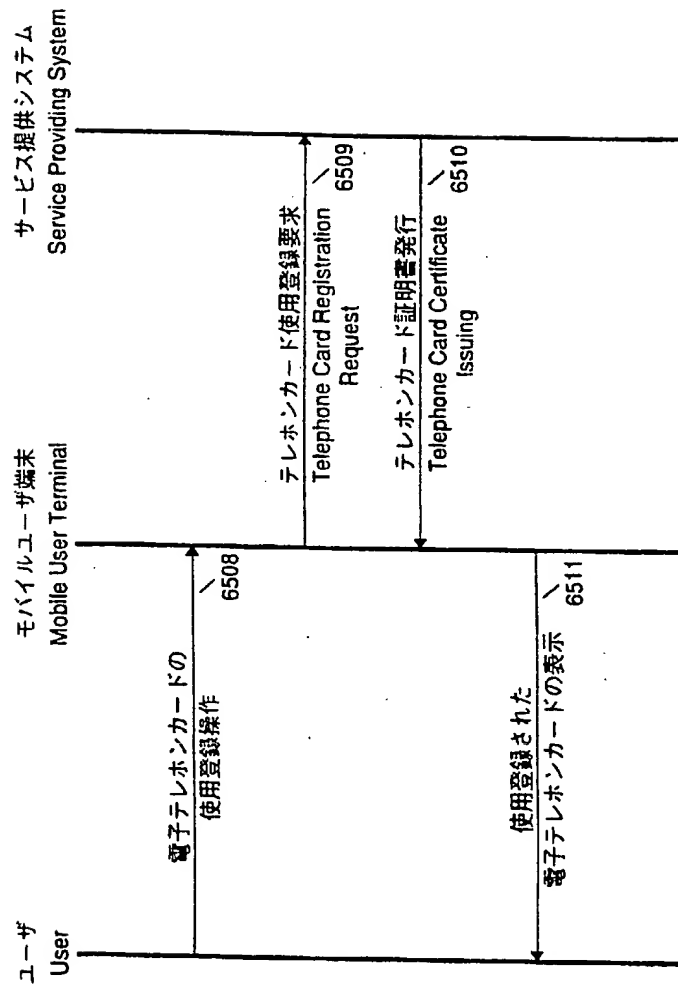 ユーザ
User
モバイルユーザ端末
Mobile User Terminal
サービス提供システム
Service Providing System
電子テレホンカードの
使用登録操作
6508
テレホンカード使用登録要求
Telephone Card Registration
Request
6509
テレホンカード証明書発行
Telephone Card Certificate
Issuing
6510
使用登録された
電子テレホンカードの表示
6511